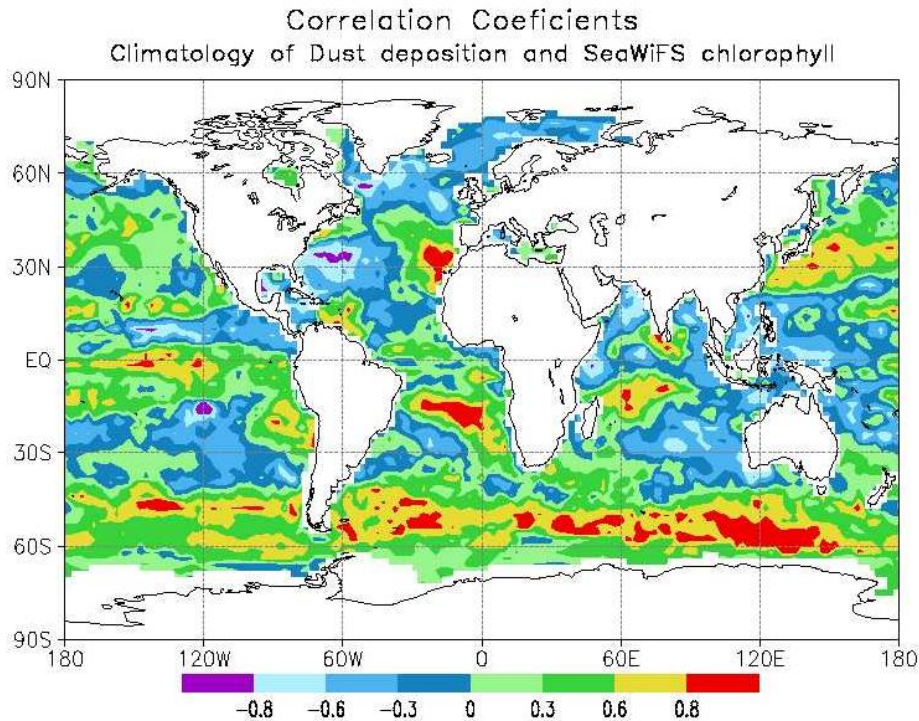 Correlation Coeficients
Climatology of Dust deposition and SeaWiFS chlorophyll
90N
60N
30N
EQ
30S
60S
90S
180 120W 60W 0 60E 120E 180
-0.8 -0.6 -0.3 0 0.3 0.6 0.8